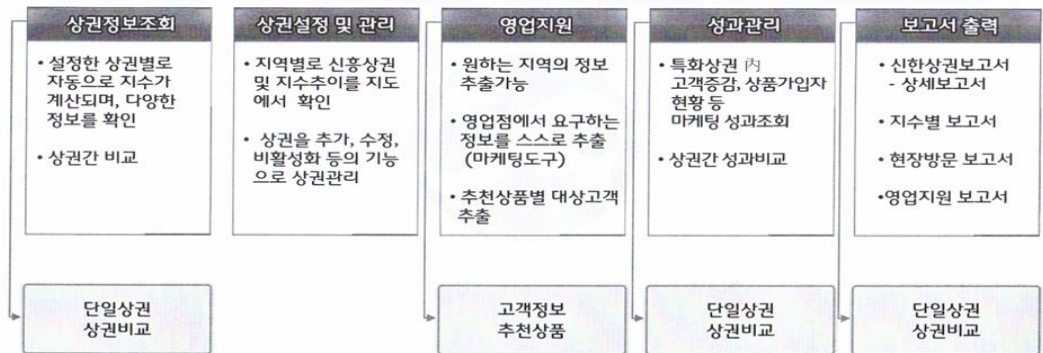 상권정보조회
• 설정한 상권별로
자동으로 지수가
계산되며, 다양한
정보를 확인
• 상권간 비교
단일상권
상권비교
상권설정 및 관리
• 지역별로 신흥상권
및 지수추이를 지도
에서 확인
• 상권을 추가, 수정,
비활성화 등의 기능
으로 상권관리
영업지원
• 원하는 지역의 정보
추출가능
• 영업점에서 요구하는
정보를 스스로 추출
(마케팅도구)
• 추천상품별 대상고객
추출
고객정보
추천상품
성과관리
• 특화상권 內
고객증감, 상품가입자
현황 등
마케팅 성과조회
• 상권간 성과비교
단일상권
상권비교
보고서 출력
• 신한상권보고서
- 상세보고서
• 지수별 보고서
• 현장방문 보고서
•영업지원 보고서
단일상권
상권비교